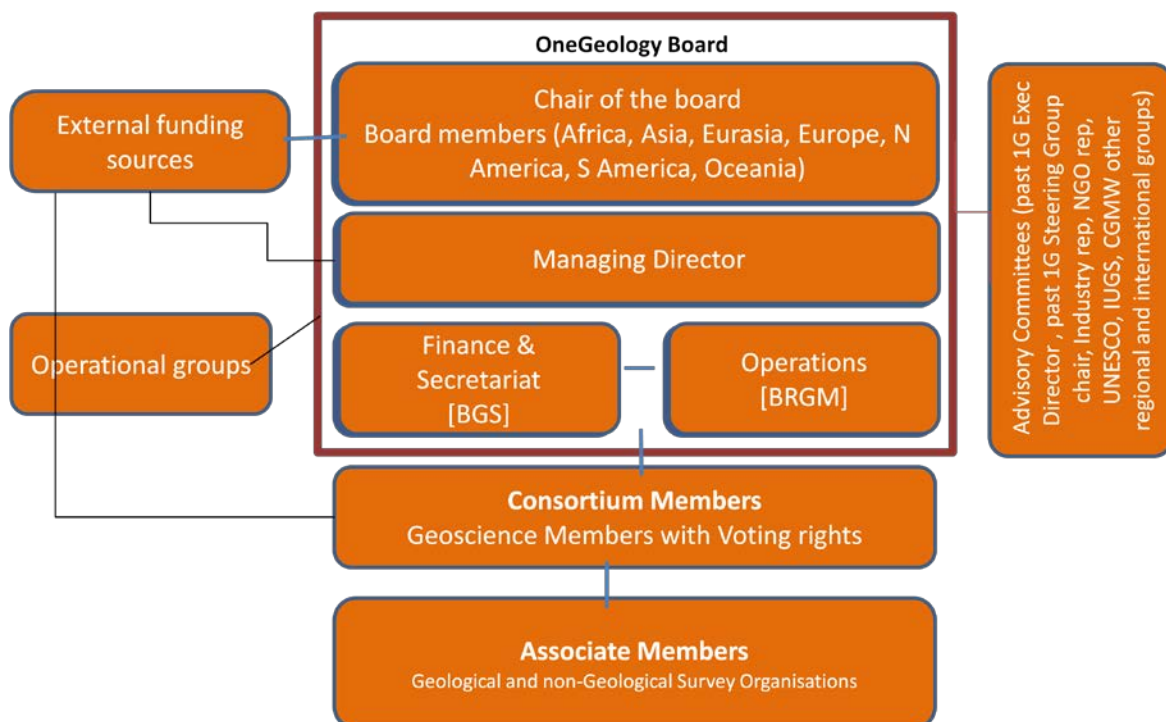 OneGeology Board
External funding
sources
Chair of the board
Board members (Africa, Asia, Eurasia, Europe, N
America, S America, Oceania)
Managing Director
Operational groups
Finance &
Secretariat
[BGS]
Operations
[BRGM]
Consortium Members
Geoscience Members with Voting rights
Associate Members
Geological and non-Geological Survey Organisations
Advisory Committees (past 1G Exec
Director , past 1G Steering Group
chair, Industry rep, NGO rep,
UNESCO, IUGS, CGMW other
regional and international groups)